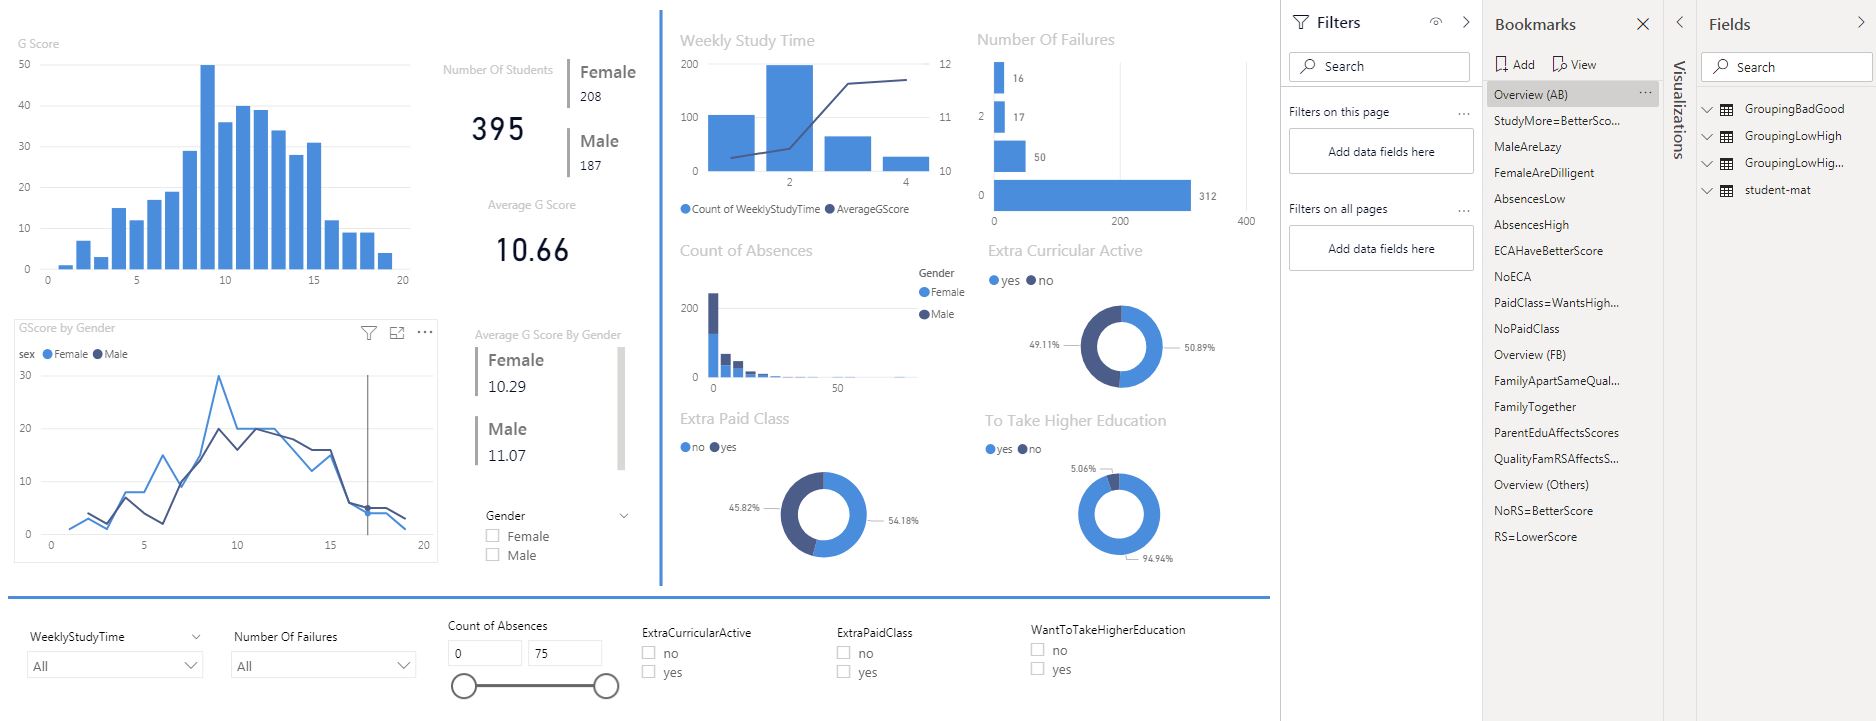 G Score
50
40
30
20
10
0
0 5 10 15 20
Number Of Students
395
Female
208
Male
187
Average G Score
10.66
GScore by Gender
sex Female Male
30
20
10
0
0 5 10 15 20
Average G Score By Gender
Female
10.29
Male
11.07
Gender
Female
Male
Weekly Study Time
200
100
0
12
11
10
2 4
Count of WeeklyStudyTime AverageGScore
Number Of Failures
16
2 17
50
0 312
0 200 400
Count of Absences
200
0
0 50
Gender
Female
Male
Extra Curricular Active
yes no
49.11%
50.89%
Extra Paid Class
no yes
45.82%
54.18%
To Take Higher Education
yes no
5.06%
94.94%
WeeklyStudyTime
All
Number Of Failures
All
Count of Absences
0 75
ExtraCurricularActive
no
yes
ExtraPaidClass
no
yes
WantToTakeHigherEducation
no
yes
Filters
Search
Filters on this page ...
Add data fields here
Filters on all pages ...
Add data fields here
Bookmarks
Add View
Overview (AB) ...
StudyMore=BetterSco...
MaleAreLazy
FemaleAreDilligent
AbsencesLow
AbsencesHigh
ECAHaveBetterScore
NoECA
PaidClass=WantsHigh...
NoPaidClass
Overview (FB)
FamilyApartSameQual...
FamilyTogether
ParentEduAffectsScores
QualityFamRSAffectsS...
Overview (Others)
NoRS=BetterScore
RS=LowerScore
Visualizations
Fields
Search
GroupingBadGood
GroupingLowHigh
GroupingLowHig...
student-mat